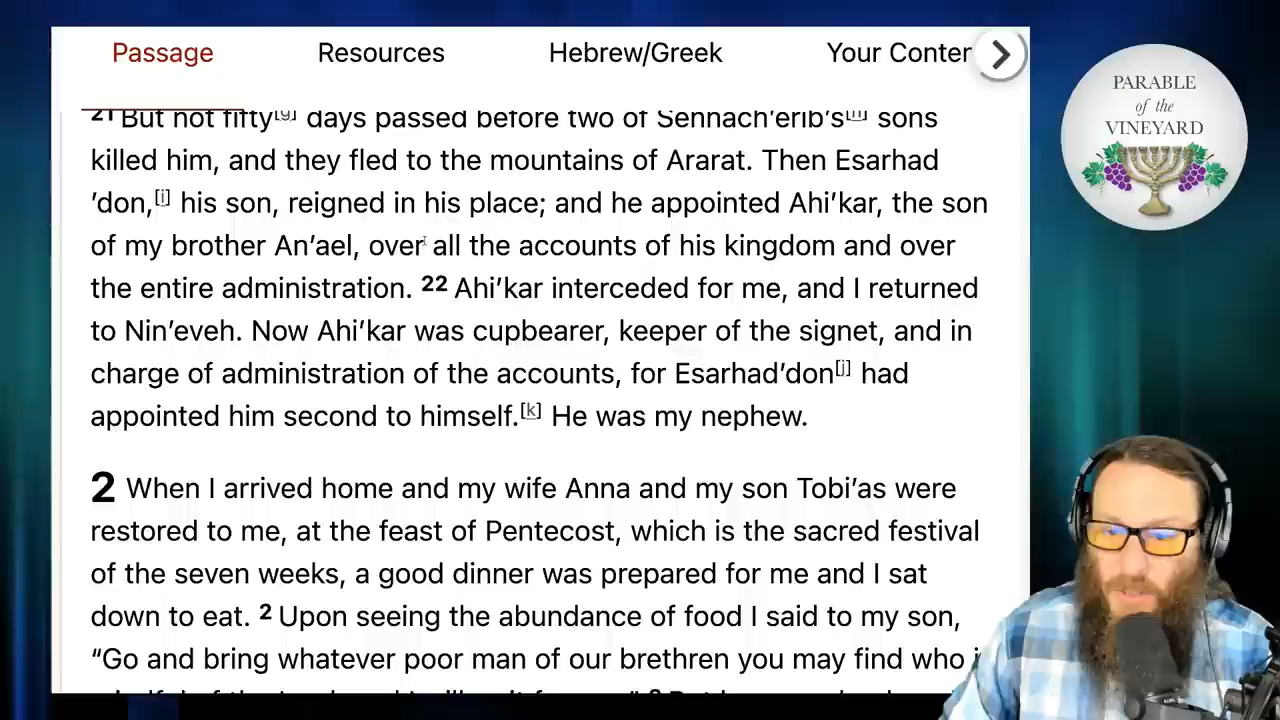 Passage
Resources
Hebrew/Greek
Your Conten
21 But not fifty[g] days passed before two of Sennach’erib’s[h] sons
killed him, and they fled to the mountains of Ararat. Then Esarhad
’don,[i] his son, reigned in his place; and he appointed Ahi’kar, the son
of my brother An’ael, over all the accounts of his kingdom and over
the entire administration. 22 Ahi’kar interceded for me, and I returned
to Nin’eveh. Now Ahi’kar was cupbearer, keeper of the signet, and in
charge of administration of the accounts, for Esarhad’don[j] had
appointed him second to himself.[k] He was my nephew.
2 When I arrived home and my wife Anna and my son Tobi’as were
restored to me, at the feast of Pentecost, which is the sacred festival
of the seven weeks, a good dinner was prepared for me and I sat
down to eat. 2 Upon seeing the abundance of food I said to my son,
“Go and bring whatever poor man of our brethren you may find who
PARABLE
of the
VINEYARD